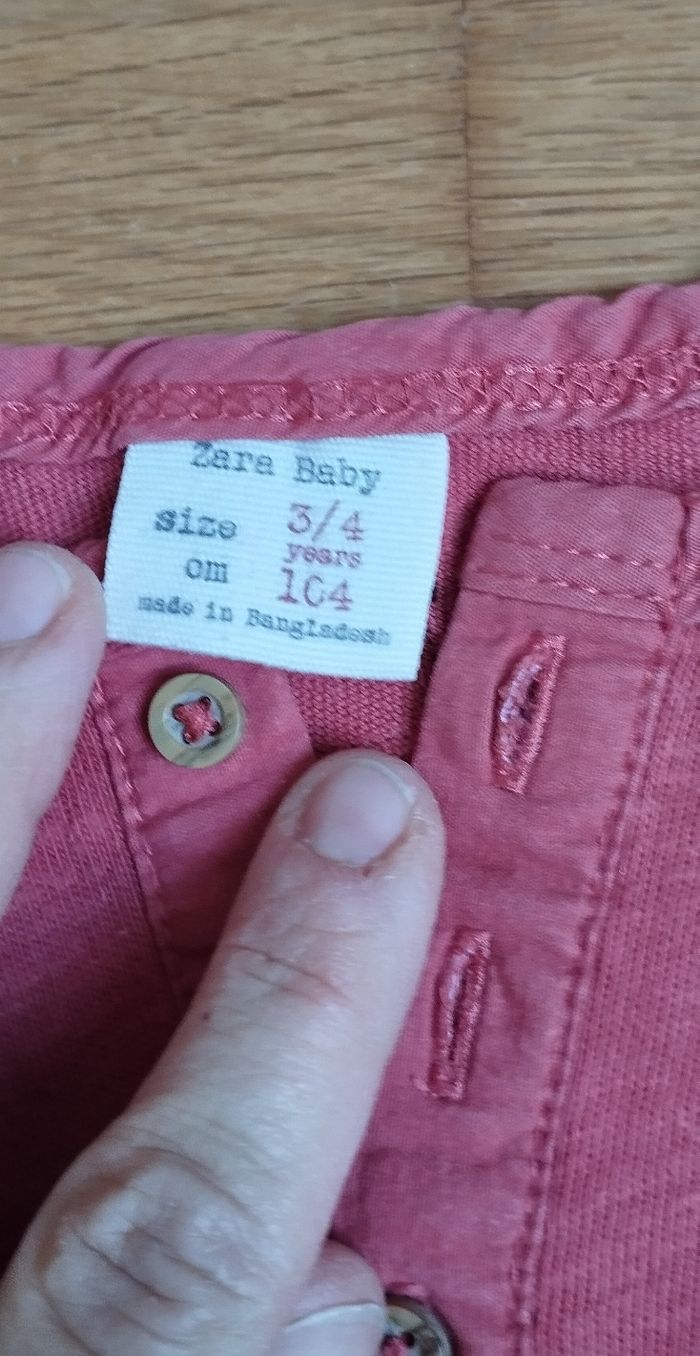 Zara Baby
size 3/4
years
cm 104
made in Bangladesh